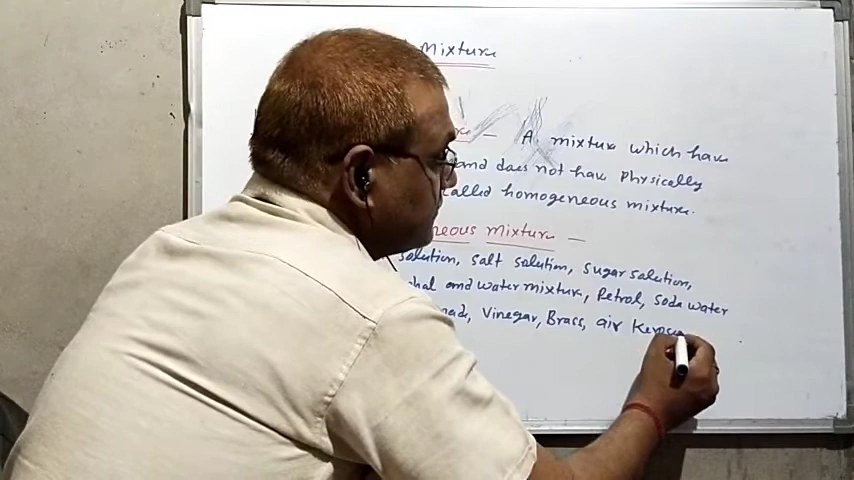 Mixture
— A mixture which have
and does not have physically
called homogeneous mixture.
mixture —
solution, salt solution, sugar solution,
and water mixture, Petrol, soda water
Vinegar, Brass, air